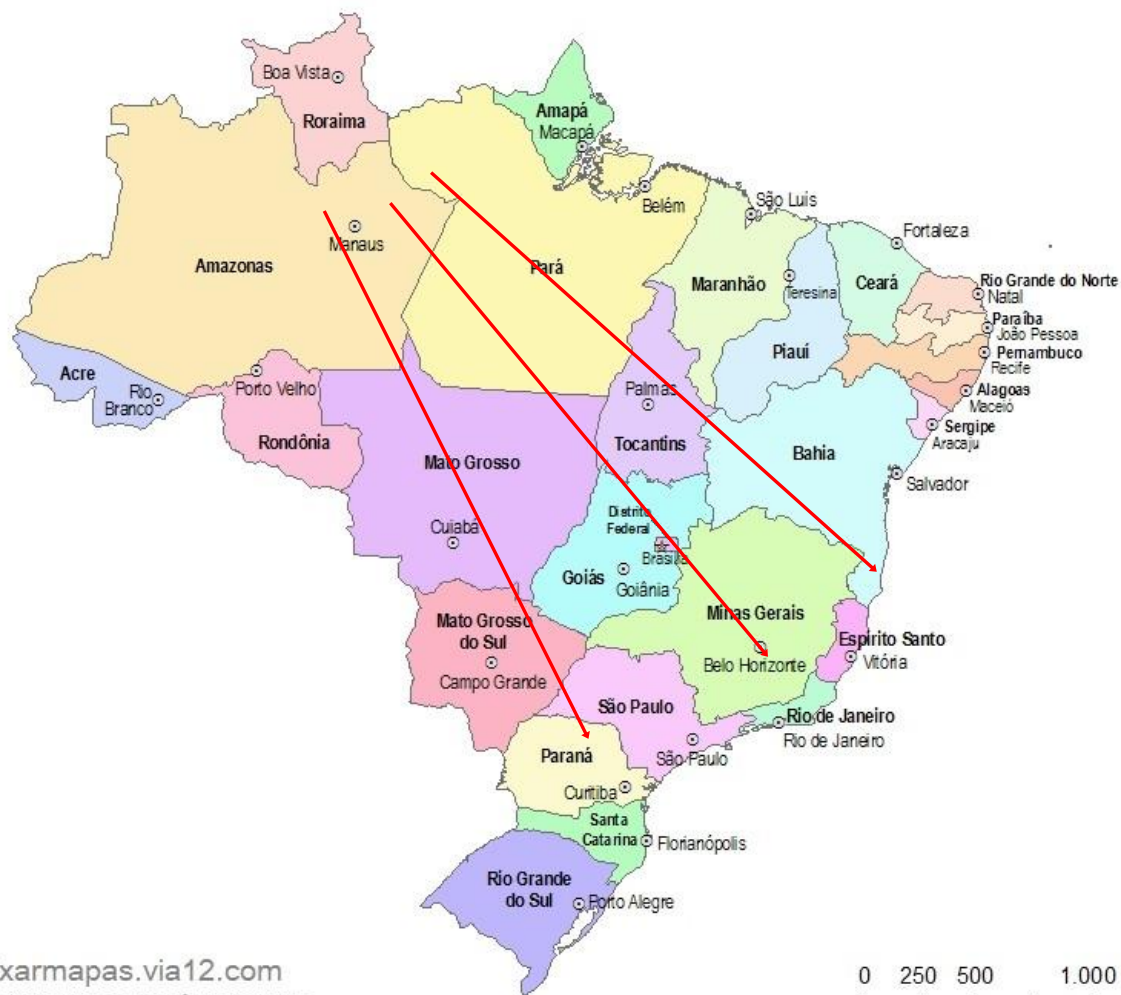 Boa Vista
Roraima
Amapá
Macapá
Belém
São Luis
Fortaleza
Manaus
Amazonas
Pará
Maranhão
Teresina
Ceará
Rio Grande do Norte
Natal
Paraíba
João Pessoa
Piauí
Pernambuco
Recife
Acre
Rio
Branco
Porto Velho
Palmas
Alagoas
Maceió
Sergipe
Aracaju
Rondônia
Mato Grosso
Tocantins
Bahia
Salvador
Cuiabá
Distrito
Federal
Brasília
Goiás
Goiânia
Mato Grosso
do Sul
Campo Grande
Minas Gerais
Belo Horizonte
Espirito Santo
Vitória
São Paulo
Rio de Janeiro
Rio de Janeiro
São Paulo
Paraná
Curitiba
Santa
Catarina
Florianópolis
Rio Grande
do Sul
Porto Alegre
xarmapas.via12.com
0 250 500 1.000